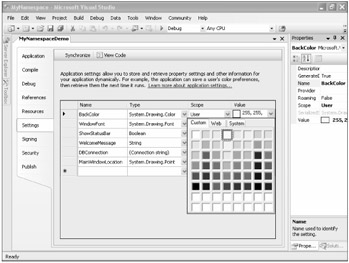 MyNamespace - Microsoft Visual Studio
File Edit View Project Build Debug Data Tools Window Community Help
Debug Any CPU
MyNamespaceDemo
Server Explorer Toolbox
Application
Compile
Debug
References
Resources
Settings
Signing
Security
Publish
Synchronize View Code
Application settings allow you to store and retrieve property settings and other information for
your application dynamically. For example, the application can save a user's color preferences,
then retrieve them the next time it runs. Learn more about application settings...
Name Type Scope Value
BackColor System.Drawing.Color User 255, 255,
WindowFont System.Drawing.Font
ShowStatusBar Boolean
WelcomeMessage String
DBConnection (Connection string)
MainWindowLocation System.Drawing.Point
Custom Web System
Properties
BackColor Microsoft.V
Descriptor
Generated True
Name BackColor
Provider
Roaming False
Scope User
Value 255,
Name
Name used to identify
the setting.
Prope...
Ready